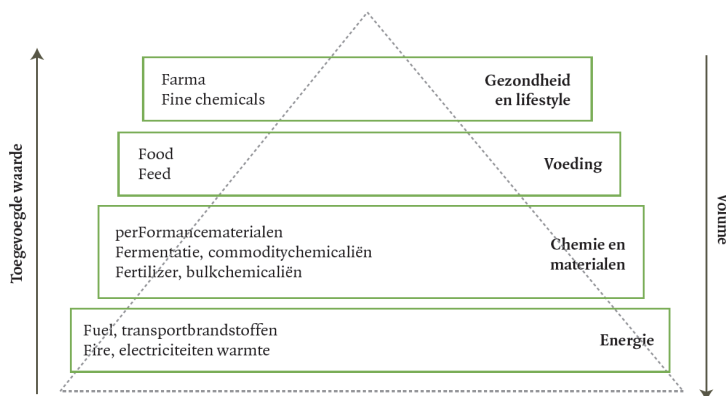 Toegevoegde waarde
Farma
Fine chemicals
Gezondheid
en lifestyle
Food
Feed
Voeding
perFormancematerialen
Fermentatie, commoditychemicaliën
Fertilizer, bulkchemicaliën
Chemie en
materialen
Fuel, transportbrandstoffen
Fire, electriciteiten warmte
Energie
Volume